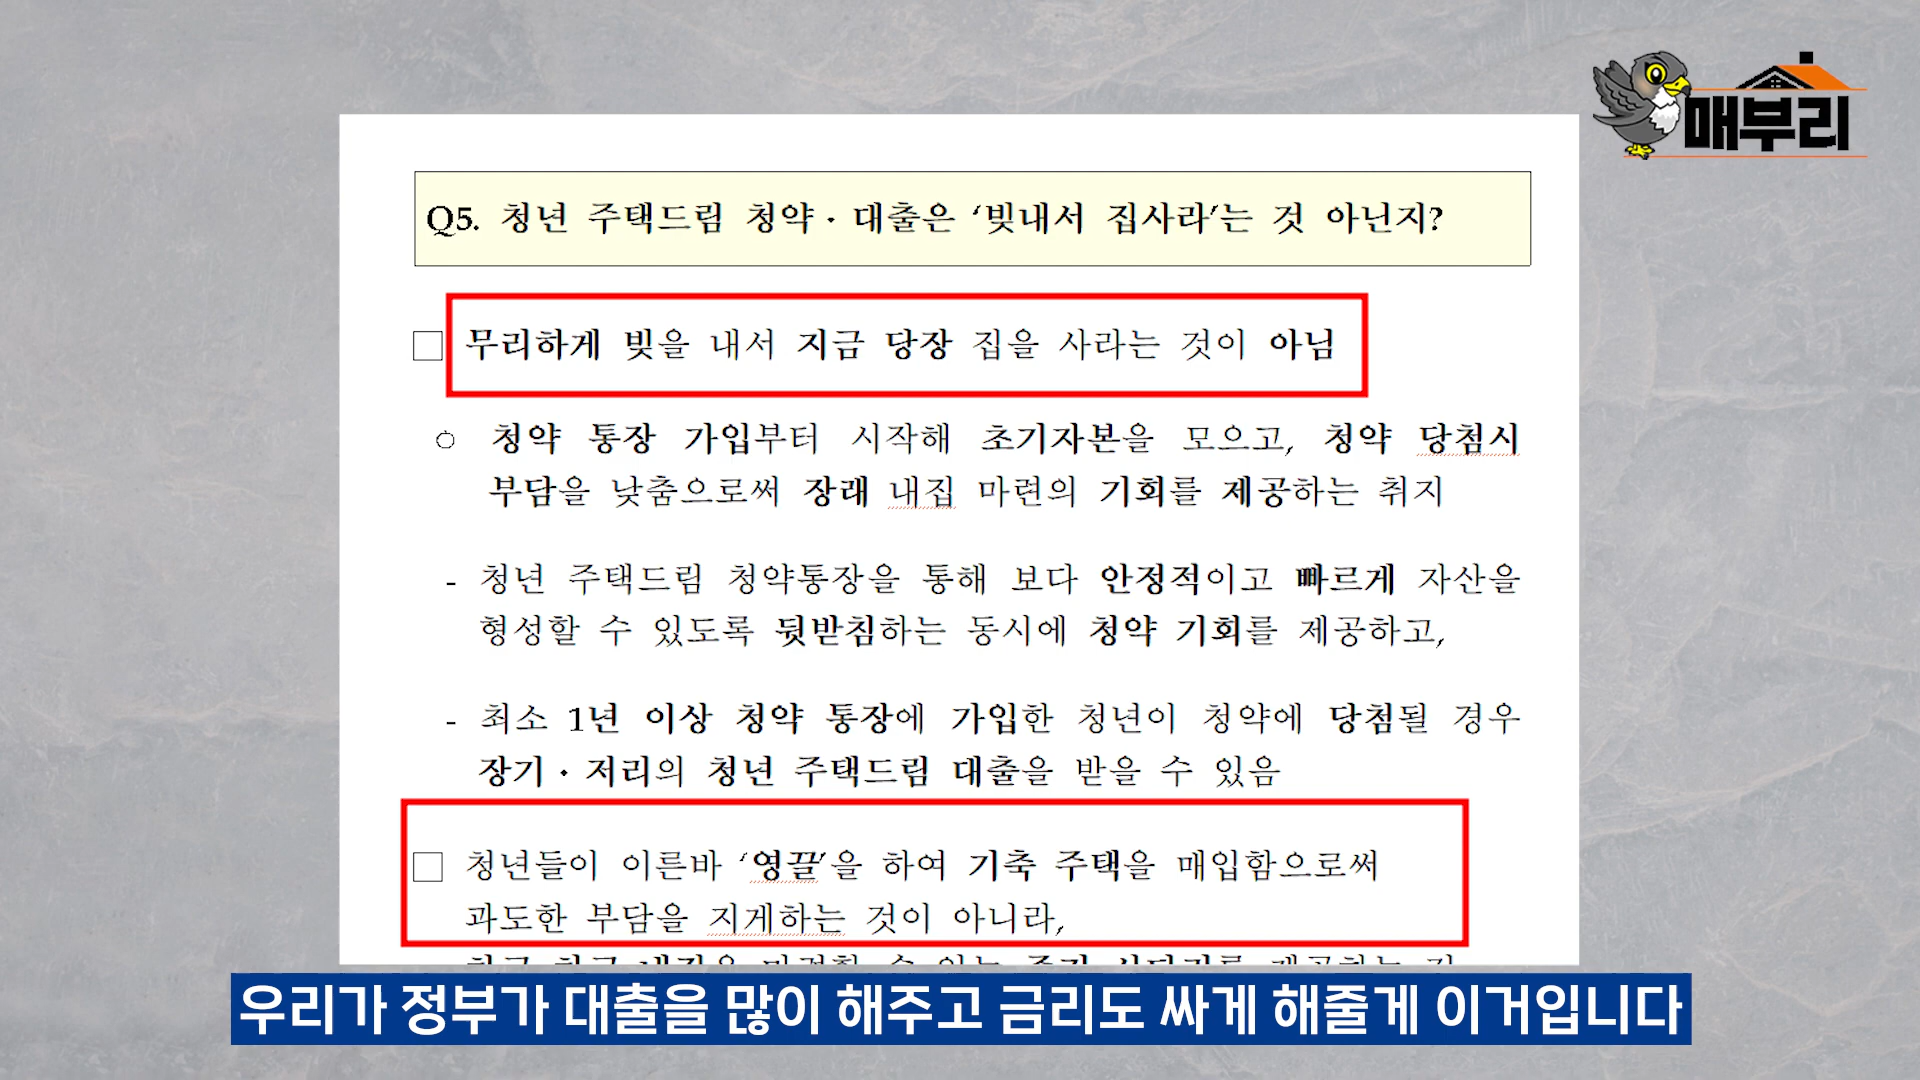 매부리
Q5. 청년 주택드림 청약·대출은 ‘빚내서 집사라’는 것 아닌지?
□ 무리하게 빚을 내서 지금 당장 집을 사라는 것이 아님
○ 청약 통장 가입부터 시작해 초기자본을 모으고, 청약 당첨시
부담을 낮춤으로써 장래 내집 마련의 기회를 제공하는 취지
- 청년 주택드림 청약통장을 통해 보다 안정적이고 빠르게 자산을
형성할 수 있도록 뒷받침하는 동시에 청약 기회를 제공하고,
- 최소 1년 이상 청약 통장에 가입한 청년이 청약에 당첨될 경우
장기·저리의 청년 주택드림 대출을 받을 수 있음
□ 청년들이 이른바 ‘영끌’을 하여 기축 주택을 매입함으로써
과도한 부담을 지게하는 것이 아니라,
우리가 정부가 대출을 많이 해주고 금리도 싸게 해줄게 이거입니다